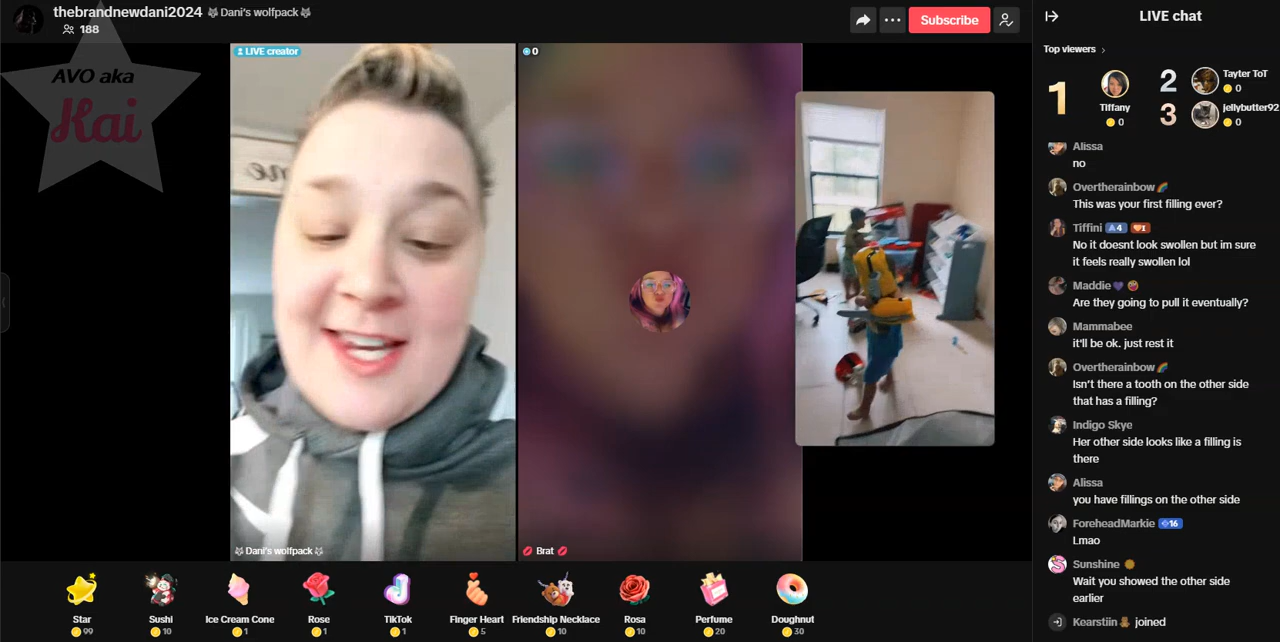 thebrandnewdani2024 🐺Dani's wolfpack🐺
188
Subscribe
AVO aka
Kai
LIVE creator
0
🐺Dani's wolfpack🐺
💋 Brat 💋
Star
99
Sushi
10
Ice Cream Cone
1
Rose
1
TikTok
1
Finger Heart
5
Friendship Necklace
10
Rosa
10
Perfume
20
Doughnut
30
LIVE chat
Top viewers
1
Tiffany
0
2
Tayter ToT
0
3
jellybutter92
0
Alissa
no
Overtherainbow🌈
This was your first filling ever?
Tiffini 4 1
No it doesnt look swollen but im sure
it feels really swollen lol
Maddie💜🍓
Are they going to pull it eventually?
Mammabee
it'll be ok. just rest it
Overtherainbow🌈
Isn't there a tooth on the other side
that has a filling?
Indigo Skye
Her other side looks like a filling is
there
Alissa
you have fillings on the other side
ForeheadMarkie 16
Lmao
Sunshine
Wait you showed the other side
earlier
Kearstiin🧸 joined